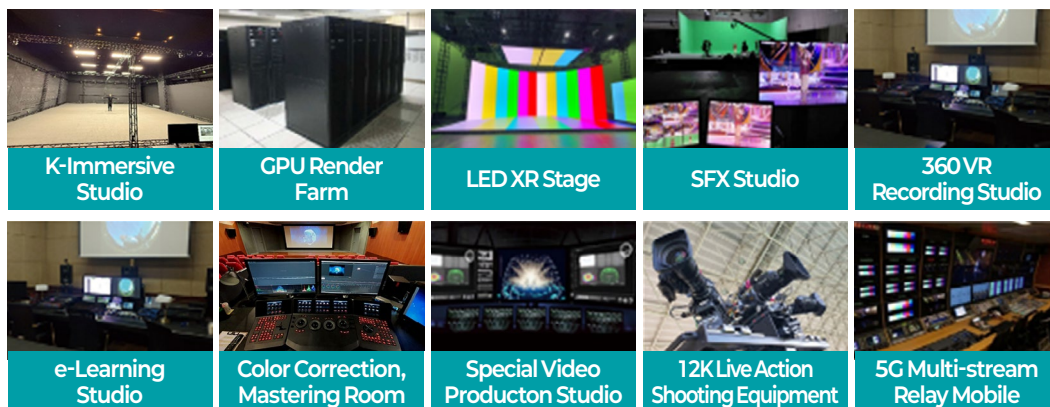 K-Immersive
Studio
GPU Render
Farm
LED XR Stage
SFX Studio
360 VR
Recording Studio
e-Learning
Studio
Color Correction,
Mastering Room
Special Video
Producton Studio
12K Live Action
Shooting Equipment
5G Multi-stream
Relay Mobile